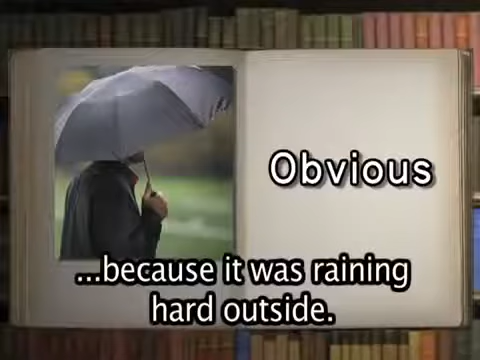 Obvious
...because it was raining
hard outside.